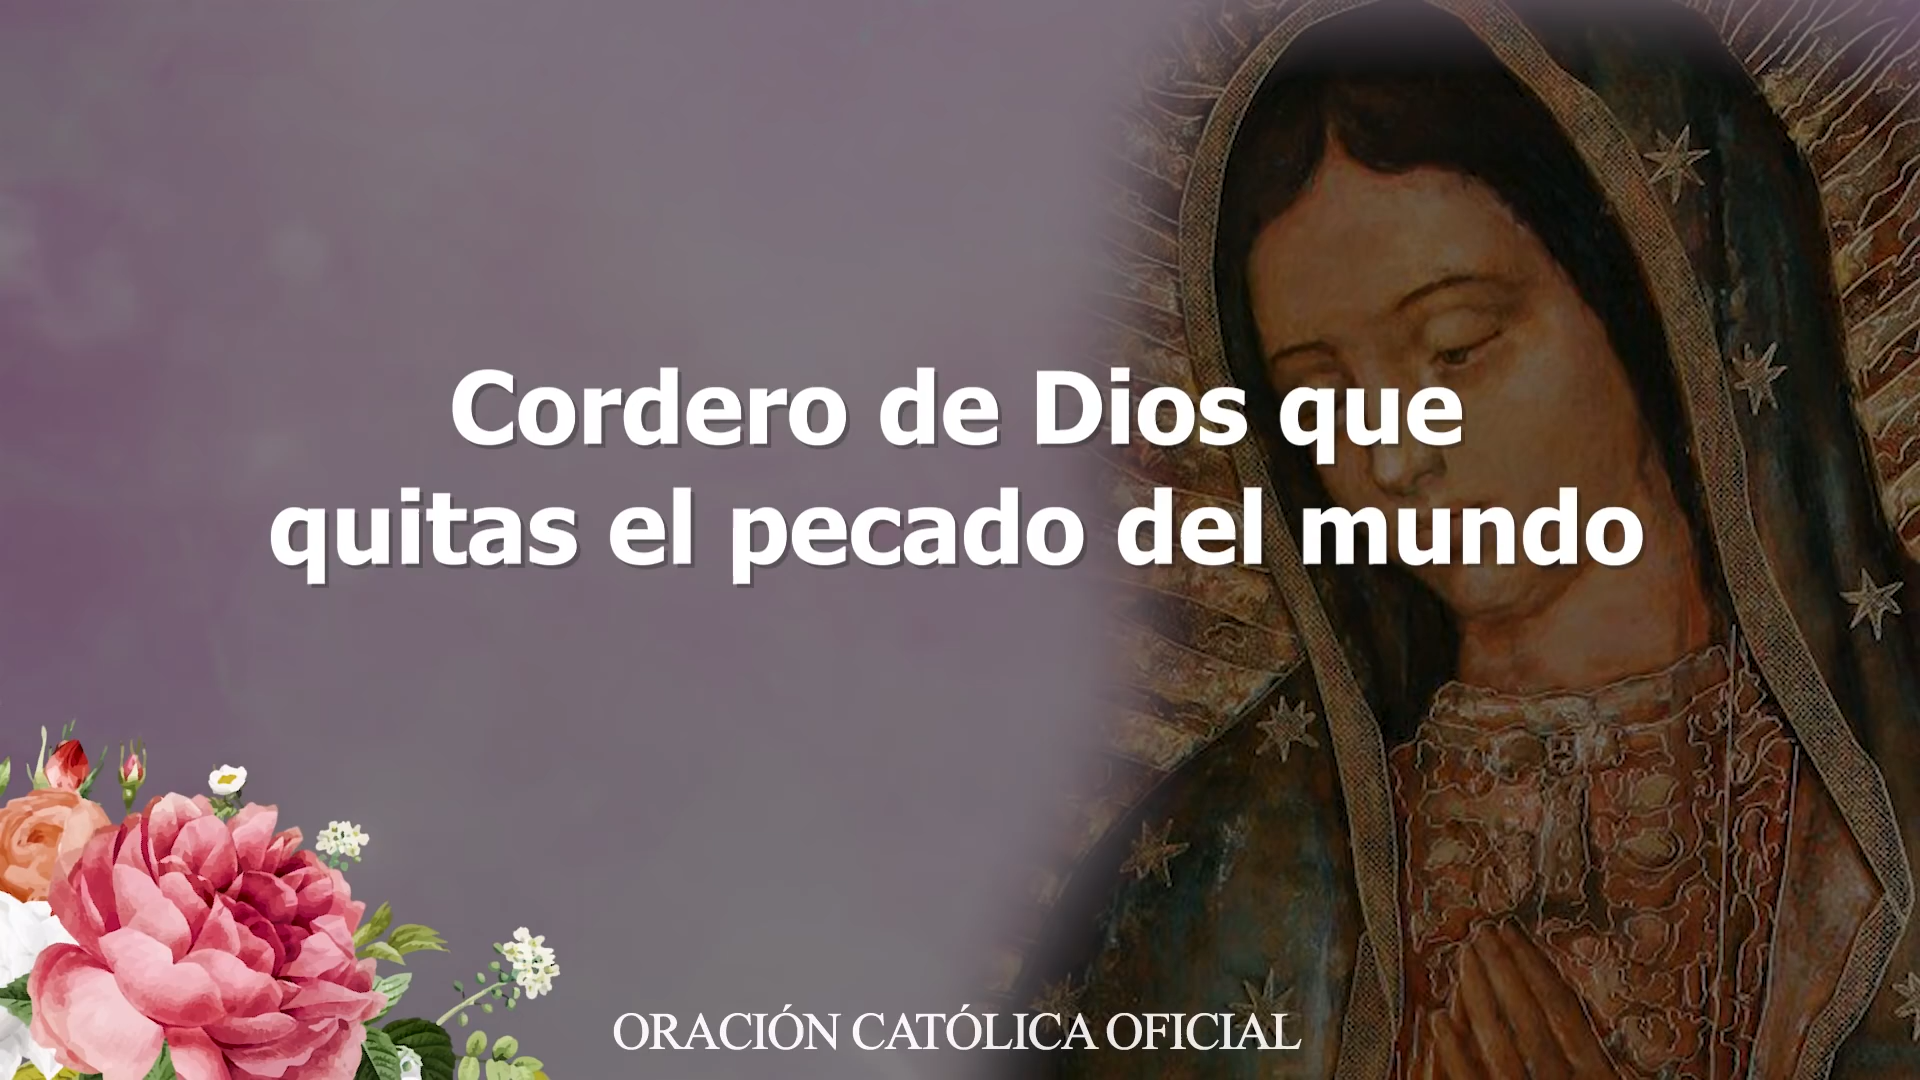 Cordero de Dios que
quitas el pecado del mundo
ORACIÓN CATÓLICA OFICIAL